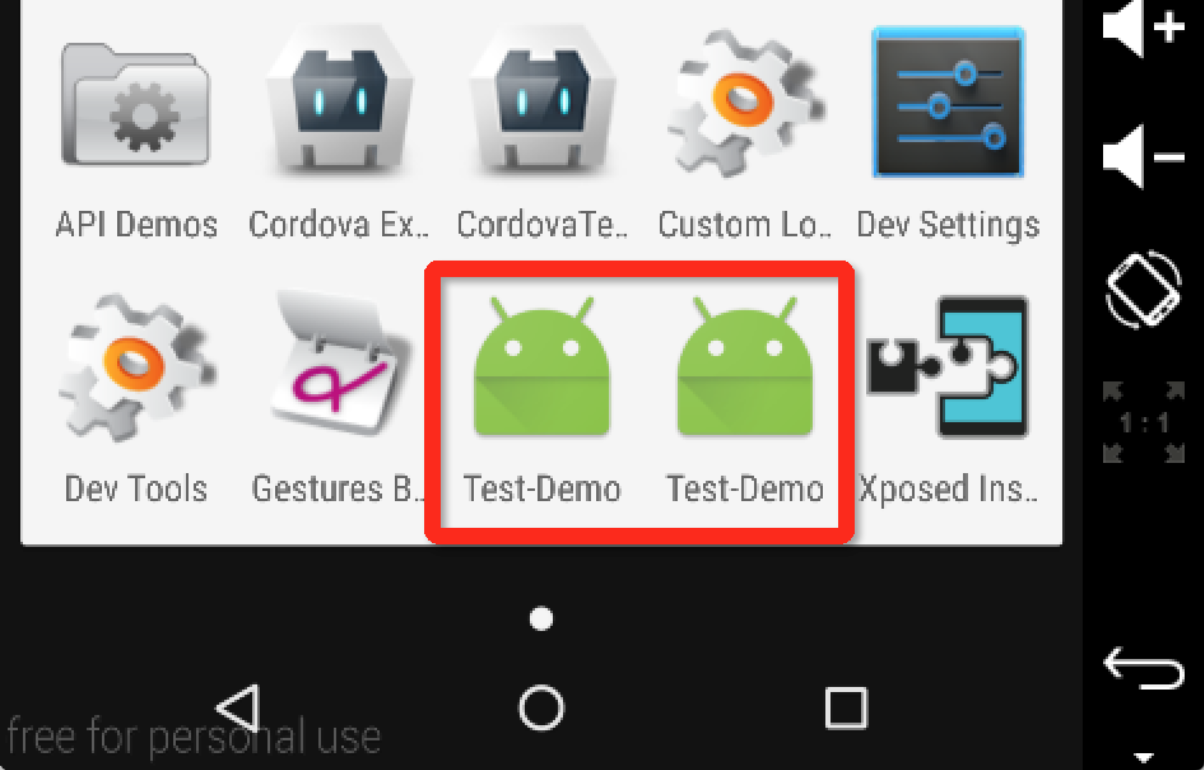 API Demos Cordova Ex.. CordovaTe.. Custom Lo.. Dev Settings
1:1
Dev Tools Gestures B.. Test-Demo Test-Demo Xposed Ins..
free for personal use